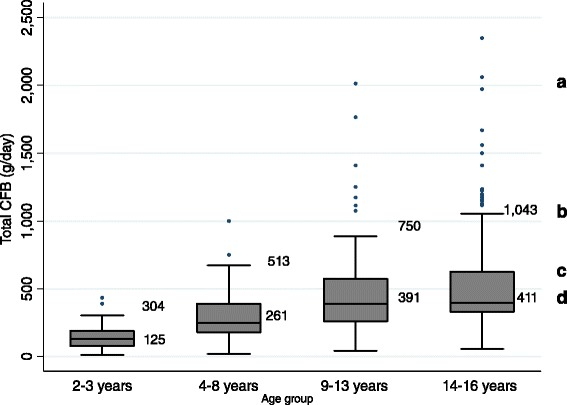 2,500
2,000
a
1,500
Total CFB (g/day)
1,043
b
1,000
750
513
c
500
304
261
391
411
d
125
0
2-3 years
4-8 years
9-13 years
14-16 years
Age group